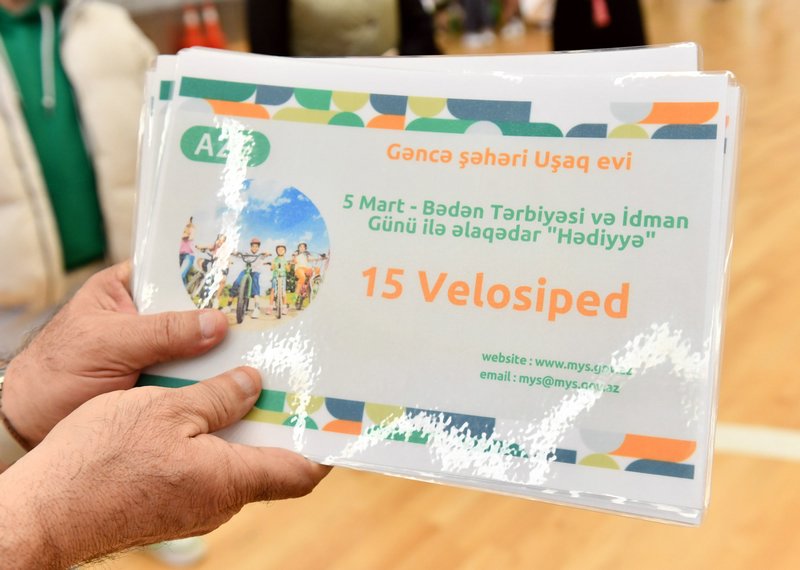 Gəncə şəhəri Uşaq evi
5 Mart - Bədən Tərbiyəsi və İdman
Günü ilə əlaqədar "Hədiyyə"
15 Velosiped
website : www.mys.gov.az
email : mys@mys.gov.az